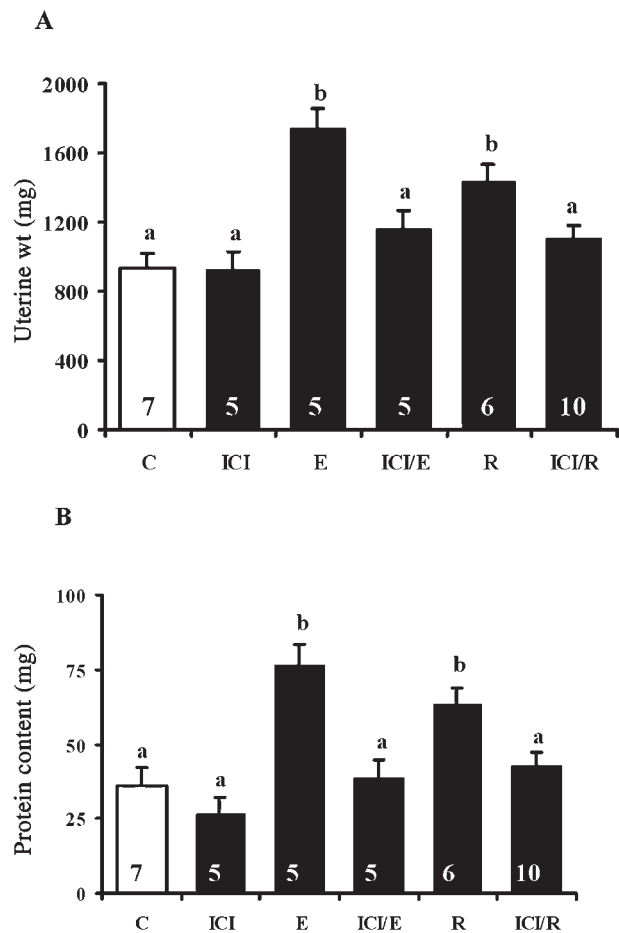 A
Uterine wt (mg)
2000
1600
1200
800
400
0
a
a
b
a
b
a
7
5
5
5
6
10
C
ICI
E
ICI/E
R
ICI/R
B
Protein content (mg)
100
75
50
25
0
a
a
b
a
b
a
7
5
5
5
6
10
C
ICI
E
ICI/E
R
ICI/R